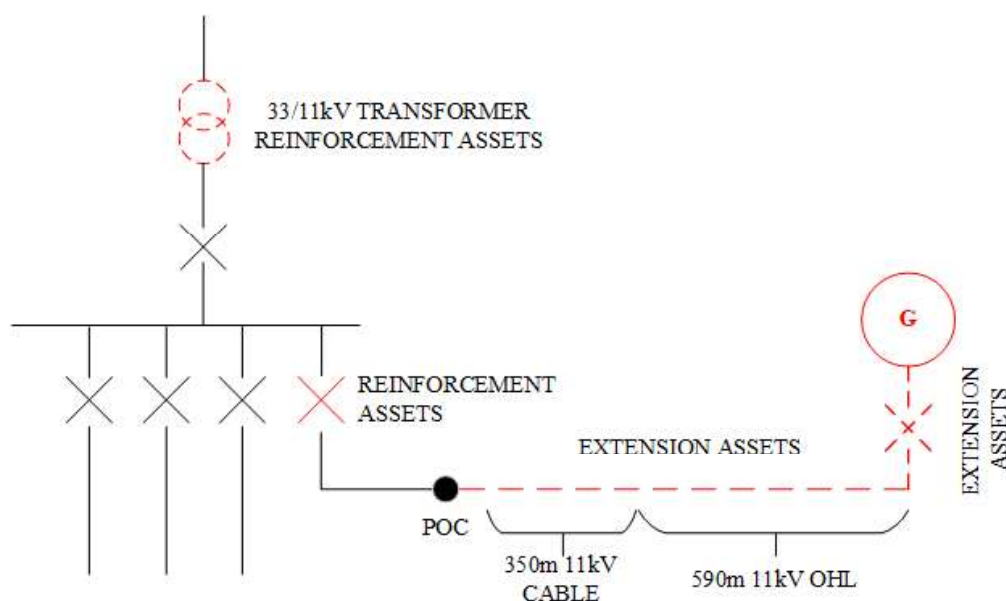 33/11kV TRANSFORMER
REINFORCEMENT ASSETS
G
REINFORCEMENT
ASSETS
EXTENSION ASSETS
EXTENSION
ASSETS
POC
350m 11kV
CABLE
590m 11kV OHL